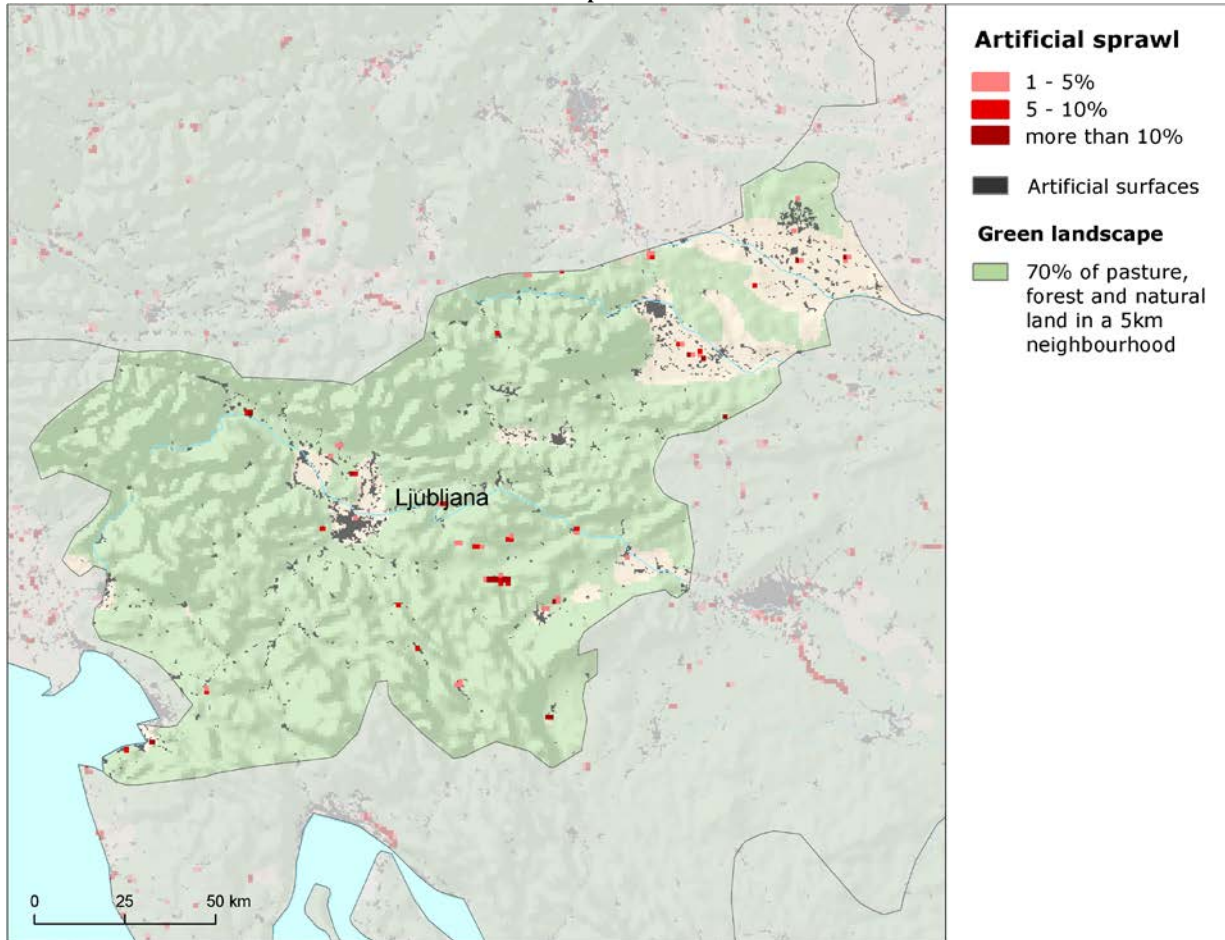 Artificial sprawl
1 - 5%
5 - 10%
more than 10%
Artificial surfaces
Green landscape
70% of pasture,
forest and natural
land in a 5km
neighbourhood
Ljubljana
0 25 50 km